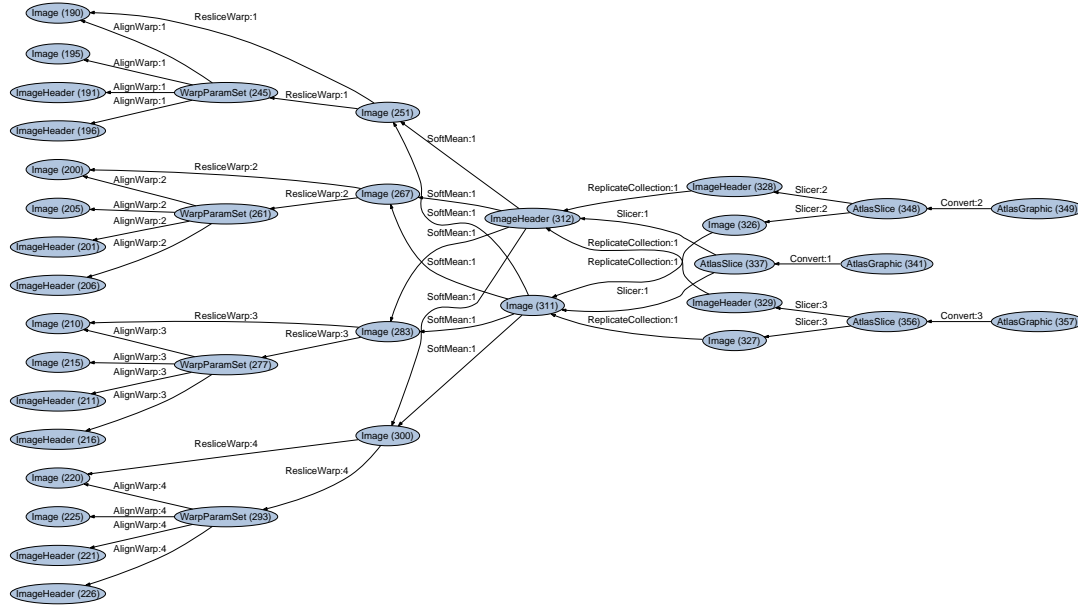 Image (190)
ResliceWarp:1
AlignWarp:1
Image (195)
AlignWarp:1
ImageHeader (191)
AlignWarp:1
WarpParamSet (245)
ResliceWarp:1
AlignWarp:1
Image (251)
ImageHeader (196)
SoftMean:1
Image (200)
ResliceWarp:2
AlignWarp:2
ImageHeader (328)
Slicer:2
ReplicateCollection:1
Image (267)
SoftMean:1
ResliceWarp:2
Image (205)
AlignWarp:2
WarpParamSet (261)
AlignWarp:2
SoftMean:1
ImageHeader (312)
Slicer:1
Slicer:2
Image (326)
AtlasSlice (348)
Convert:2
AtlasGraphic (349)
ImageHeader (201)
AlignWarp:2
SoftMean:1
ReplicateCollection:1
ReplicateCollection:1
SoftMean:1
AtlasSlice (337)
Convert:1
AtlasGraphic (341)
ImageHeader (206)
Slicer:1
SoftMean:1
Image (311)
ImageHeader (329)
Slicer:3
Image (210)
ResliceWarp:3
AlignWarp:3
Image (283)
SoftMean:1
ResliceWarp:3
ReplicateCollection:1
Slicer:3
Image (327)
AtlasSlice (356)
Convert:3
AtlasGraphic (357)
Image (215)
AlignWarp:3
WarpParamSet (277)
AlignWarp:3
SoftMean:1
ImageHeader (211)
AlignWarp:3
ImageHeader (216)
Image (300)
ResliceWarp:4
Image (220)
ResliceWarp:4
AlignWarp:4
Image (225)
AlignWarp:4
WarpParamSet (293)
AlignWarp:4
ImageHeader (221)
AlignWarp:4
ImageHeader (226)